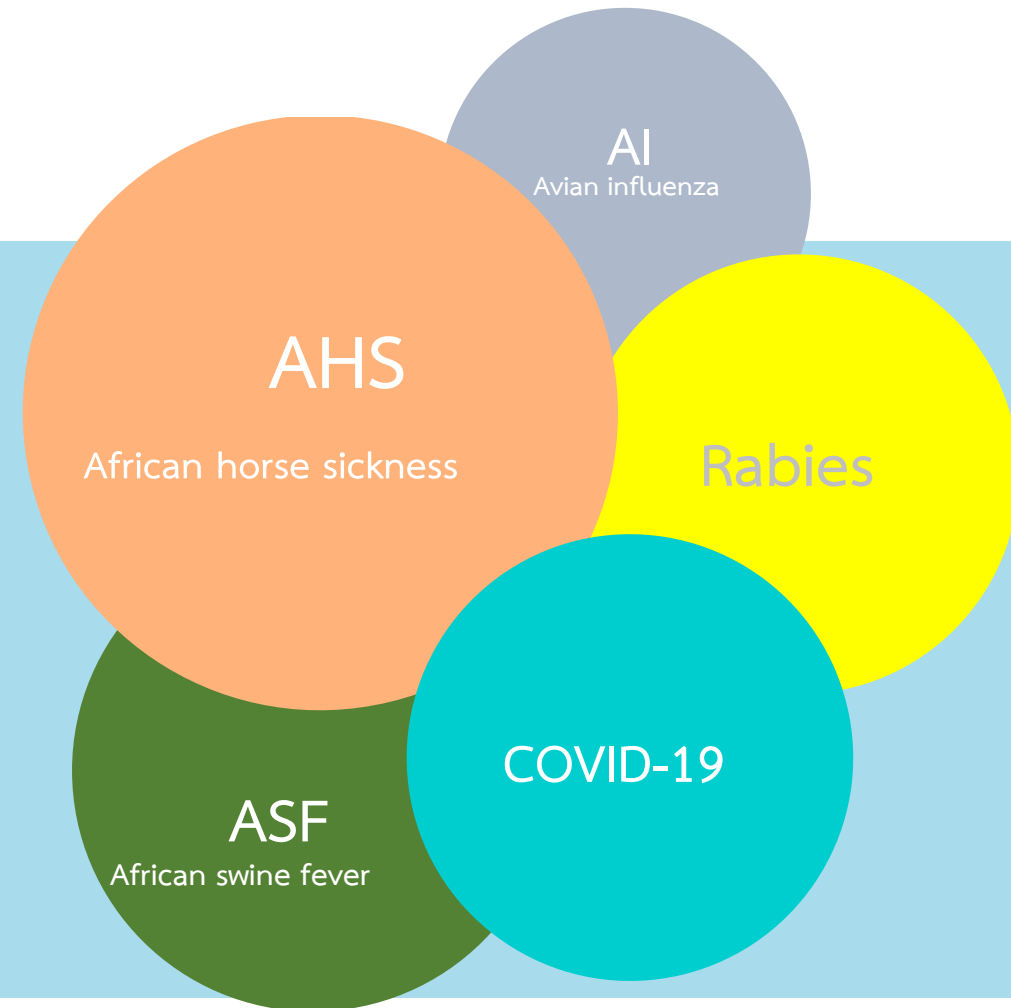 AI
Avian influenza
AHS
African horse sickness
Rabies
COVID-19
ASF
African swine fever